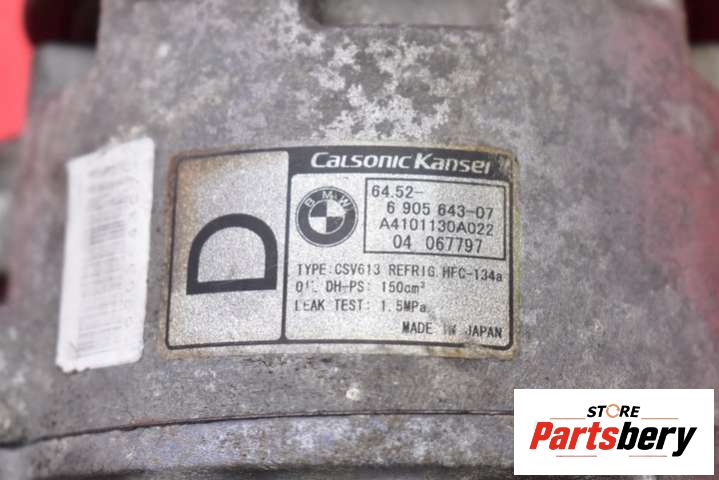 Calsonic Kansei
BMW
64.52-
6 905 643-07
A4101130A022
04 067797
D
TYPE:CSV613 REFRIG.HFC-134a
OIL DH-PS: 150cm³
LEAK TEST: 1.5MPa
MADE IN JAPAN
STORE
Partsbery